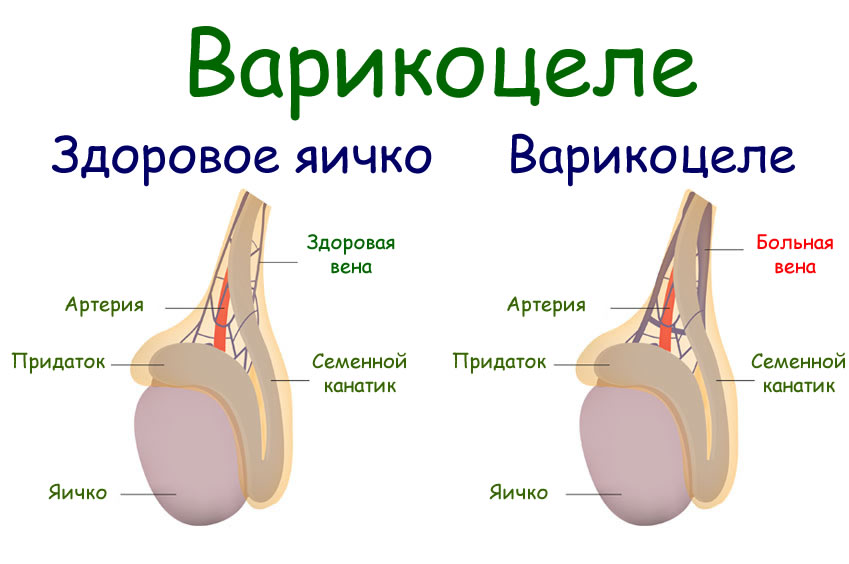 Варикоцеле
Здоровое яичко
Здоровая
вена
Артерия
Придаток
Семенной
канатик
Яичко
Варикоцеле
Больная
вена
Артерия
Придаток
Семенной
канатик
Яичко